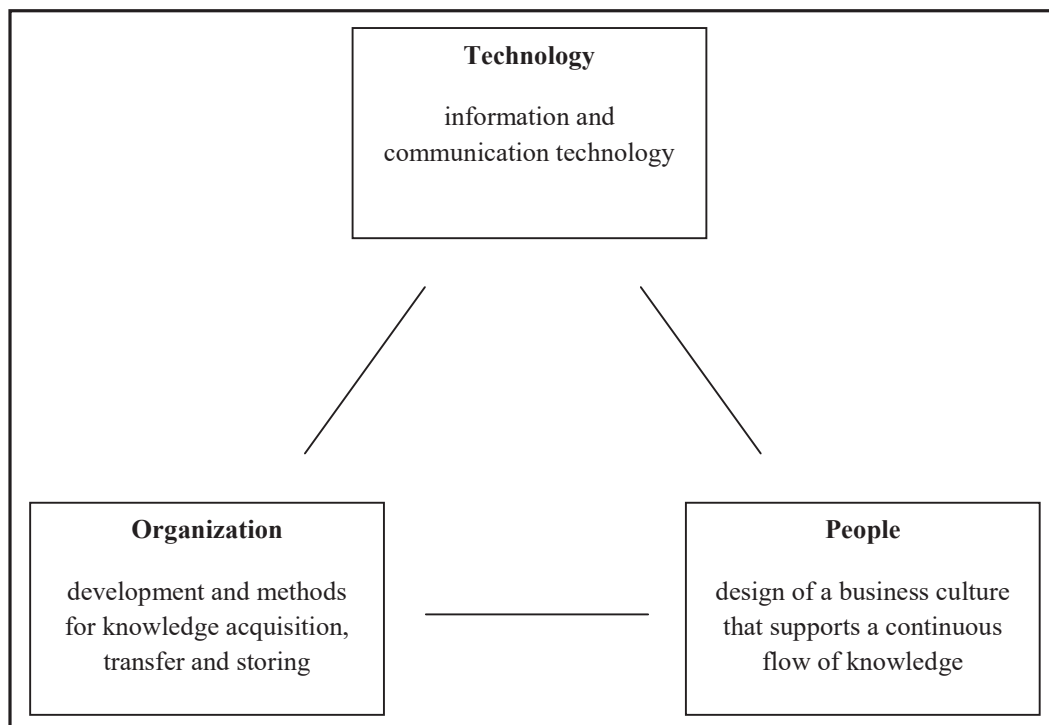 Technology
information and
communication technology
Organization
development and methods
for knowledge acquisition,
transfer and storing
People
design of a business culture
that supports a continuous
flow of knowledge